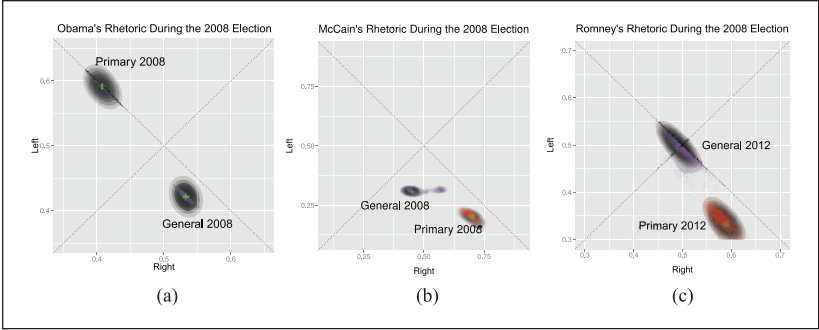 Obama's Rhetoric During the 2008 Election
Primary 2008
General 2008
Left
0.6
0.5
0.4
0.4
0.5
0.6
Right
(a)
McCain's Rhetoric During the 2008 Election
General 2008
Primary 2008
Left
0.75
0.50
0.25
0.25
0.50
0.75
Right
(b)
Romney's Rhetoric During the 2008 Election
General 2012
Primary 2012
Left
0.7
0.6
0.5
0.4
0.3
0.3
0.4
0.5
0.6
0.7
Right
(c)